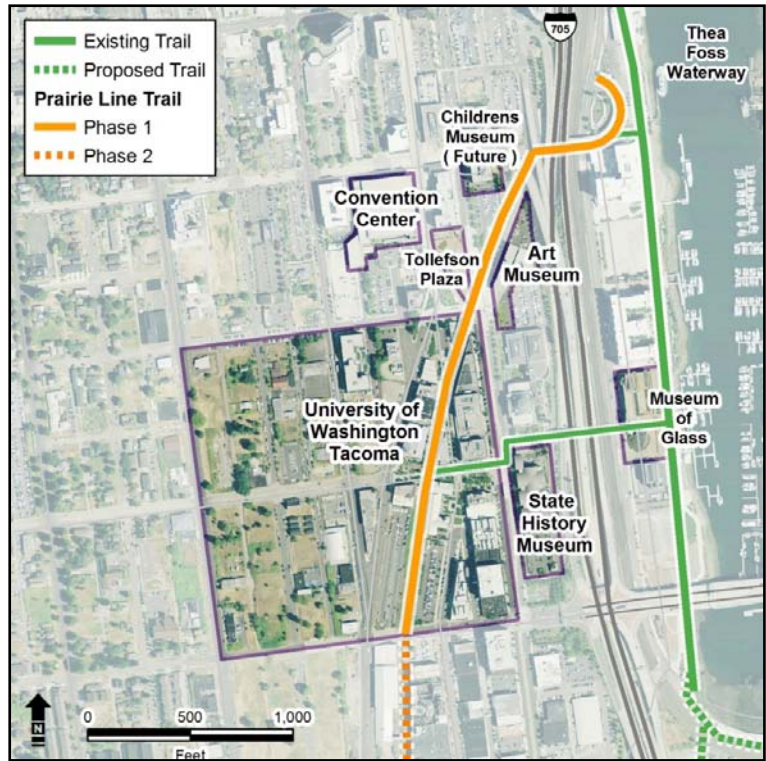 Existing Trail
Proposed Trail
Prairie Line Trail
Phase 1
Phase 2
705
Thea
Foss
Waterway
Childrens
Museum
( Future )
Convention
Center
Tollefson
Plaza
Art
Museum
University of
Washington
Tacoma
Museum
of
Glass
State
History
Museum
N
0 500 1,000
Feet